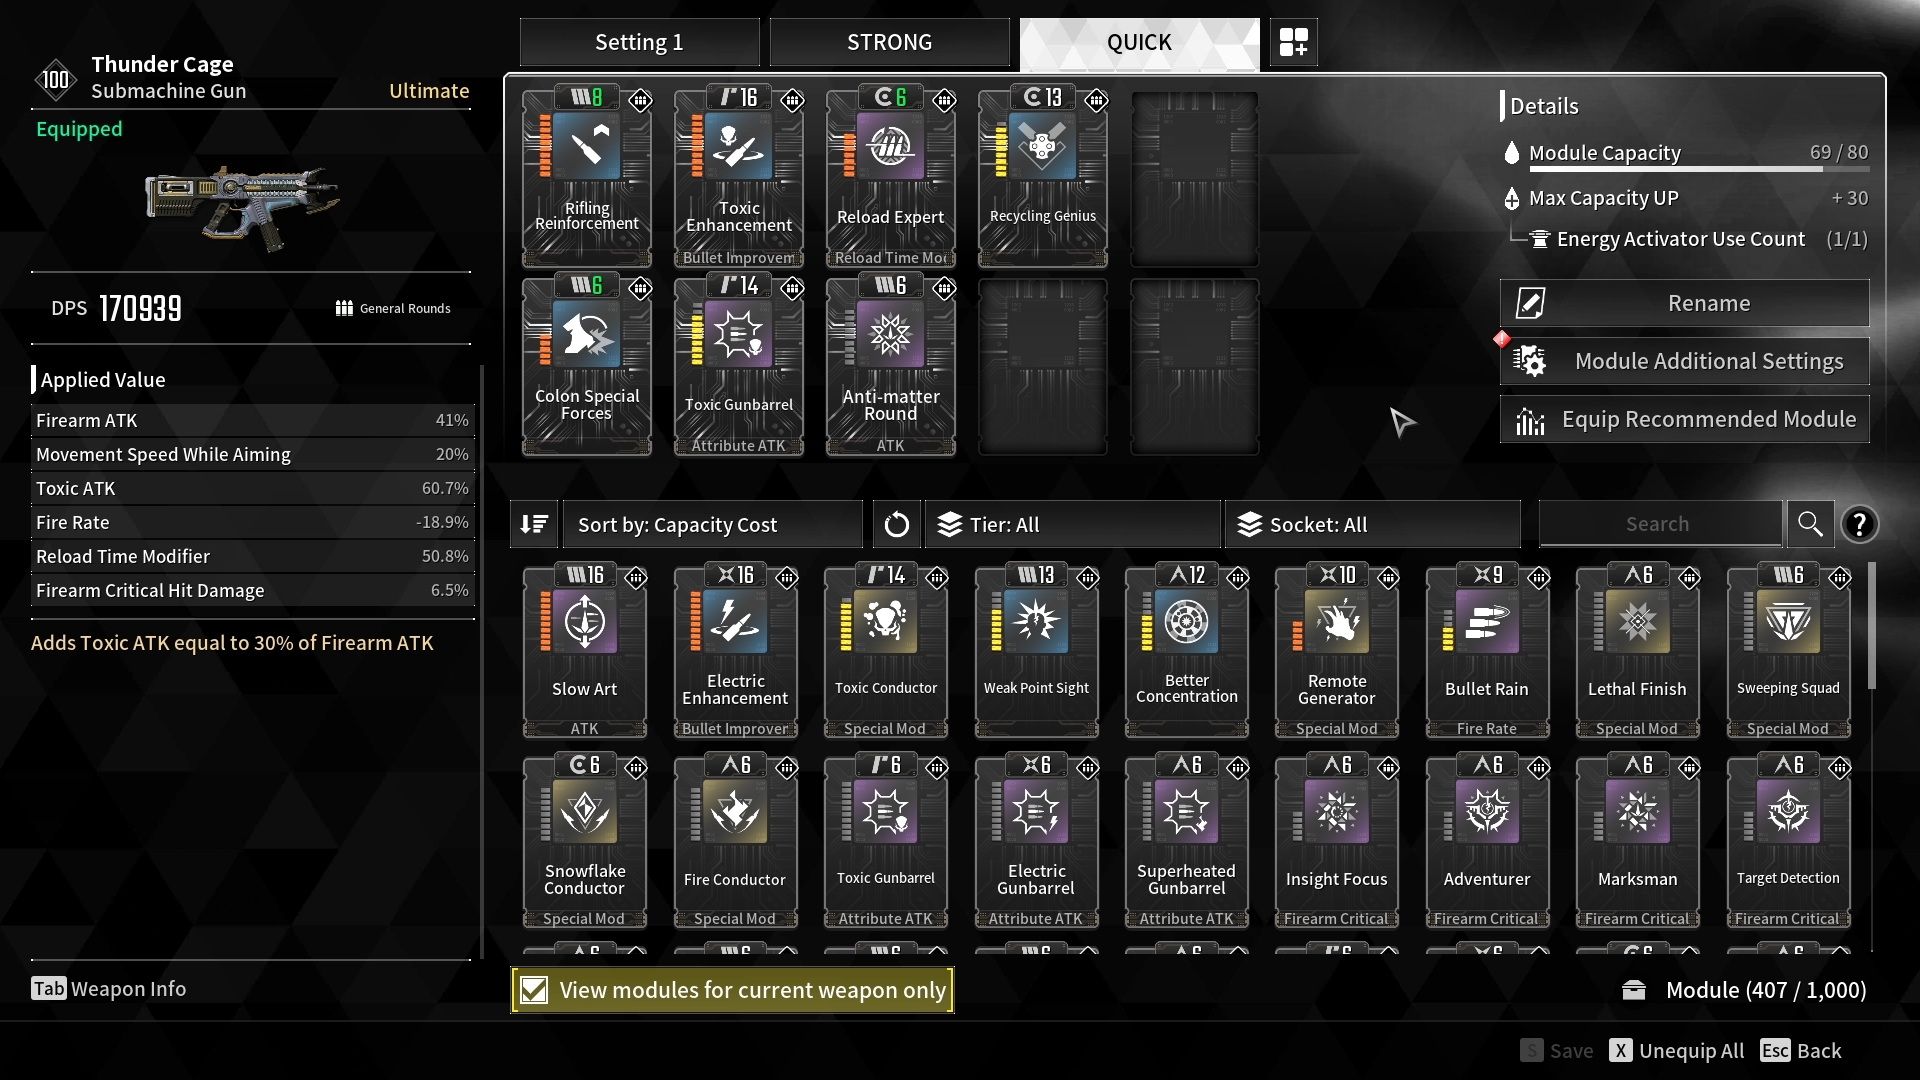 Setting 1
STRONG
QUICK
100
Thunder Cage
Submachine Gun
Ultimate
Equipped
DPS 170939
General Rounds
Applied Value
Firearm ATK 41%
Movement Speed While Aiming 20%
Toxic ATK 60.7%
Fire Rate -18.9%
Reload Time Modifier 50.8%
Firearm Critical Hit Damage 6.5%
Adds Toxic ATK equal to 30% of Firearm ATK
Tab Weapon Info
8
Rifling
Reinforcement
16
Toxic
Enhancement
Bullet Improvem
6
Reload Expert
Reload Time Mo
13
Recycling Genius
6
Colon Special
Forces
14
Toxic Gunbarrel
Attribute ATK
6
Anti-matter
Round
ATK
Details
Module Capacity 69 / 80
Max Capacity UP + 30
Energy Activator Use Count (1/1)
Rename
Module Additional Settings
Equip Recommended Module
Sort by: Capacity Cost
Tier: All
Socket: All
Search
?
16
Slow Art
ATK
16
Electric
Enhancement
Bullet Improver
14
Toxic Conductor
Special Mod
13
Weak Point Sight
12
Better
Concentration
10
Remote
Generator
Special Mod
9
Bullet Rain
Fire Rate
6
Lethal Finish
Special Mod
6
Sweeping Squad
Special Mod
6
Snowflake
Conductor
Special Mod
6
Fire Conductor
Special Mod
6
Toxic Gunbarrel
Attribute ATK
6
Electric
Gunbarrel
Attribute ATK
6
Superheated
Gunbarrel
Attribute ATK
6
Insight Focus
Firearm Critical
6
Adventurer
Firearm Critical
6
Marksman
Firearm Critical
6
Target Detection
Firearm Critical
View modules for current weapon only
Module (407 / 1,000)
S Save
X Unequip All
Esc Back